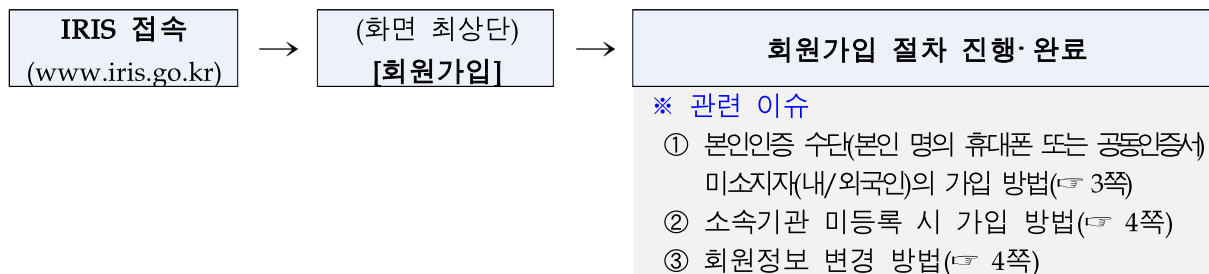 IRIS 접속
(www.iris.go.kr)
→
(화면 최상단)
[회원가입]
→
회원가입 절차 진행·완료
※ 관련 이슈
① 본인인증 수단(본인 명의 휴대폰 또는 공동인증서)
미소지자(내/외국인)의 가입 방법(☞ 3쪽)
② 소속기관 미등록 시 가입 방법(☞ 4쪽)
③ 회원정보 변경 방법(☞ 4쪽)